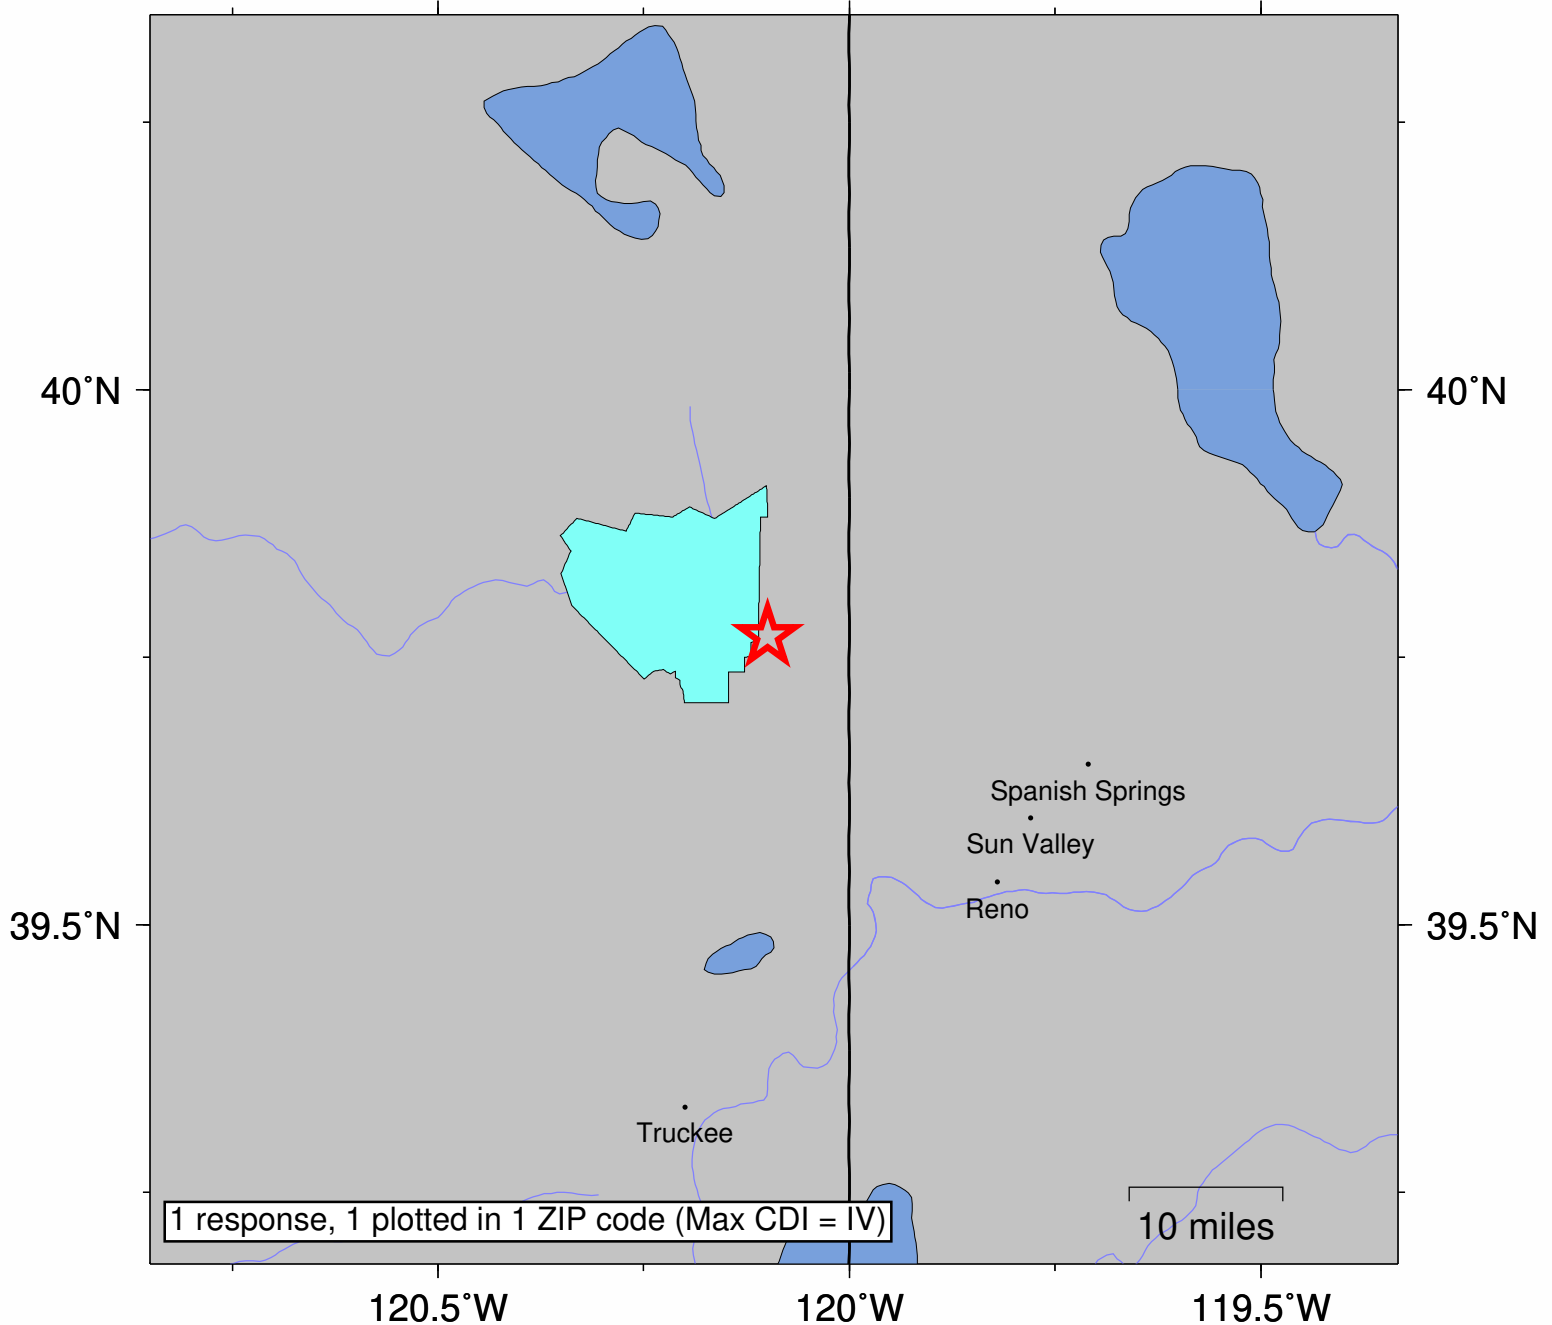 40˚N
40˚N
Spanish Springs
Sun Valley
Reno
39.5˚N
39.5˚N
Truckee
1 response, 1 plotted in 1 ZIP code (Max CDI = IV)
10 miles
120.5˚W
120˚W
119.5˚W